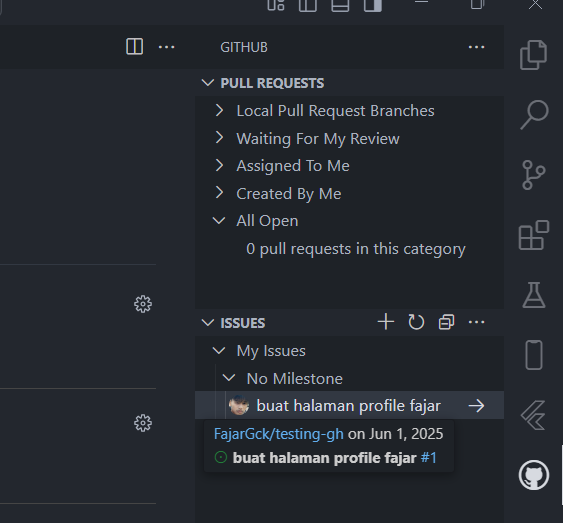 GITHUB
PULL REQUESTS
Local Pull Request Branches
Waiting For My Review
Assigned To Me
Created By Me
All Open
0 pull requests in this category
ISSUES
My Issues
No Milestone
buat halaman profile fajar
FajarGck/testing-gh on Jun 1, 2025
buat halaman profile fajar #1